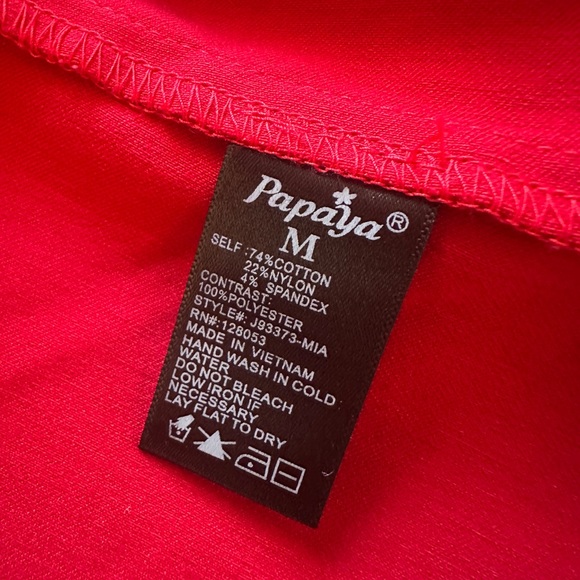 Papaya®
M
SELF :74%COTTON
22%NYLON
4% SPANDEX
CONTRAST:
100%POLYESTER
STYLE#: J93373-MIA
RN#:128053
MADE IN VIETNAM
HAND WASH IN COLD
WATER
DO NOT BLEACH
LOW IRON IF
NECESSARY
LAY FLAT TO DRY